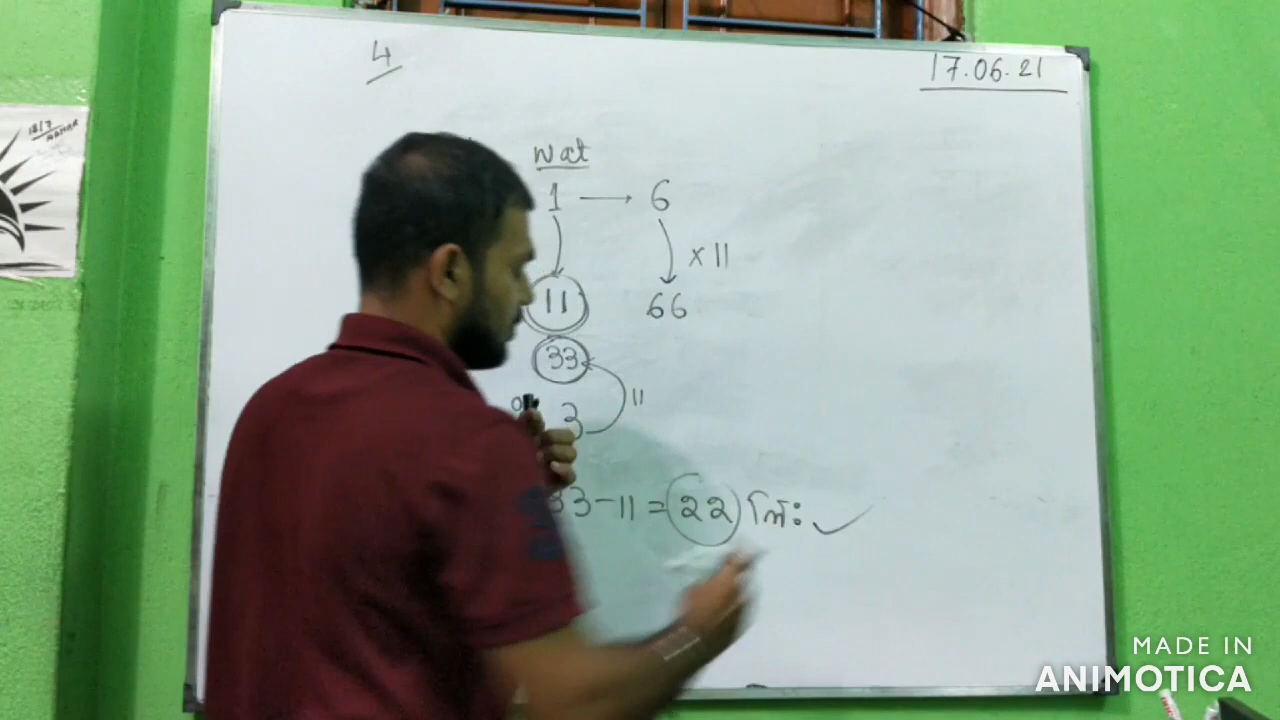 4
17.06.21
Wat
1 → 6
× 11
11 66
33
3 11
33 - 11 = 22 লিঃ ✓
MADE IN
ANIMOTICA